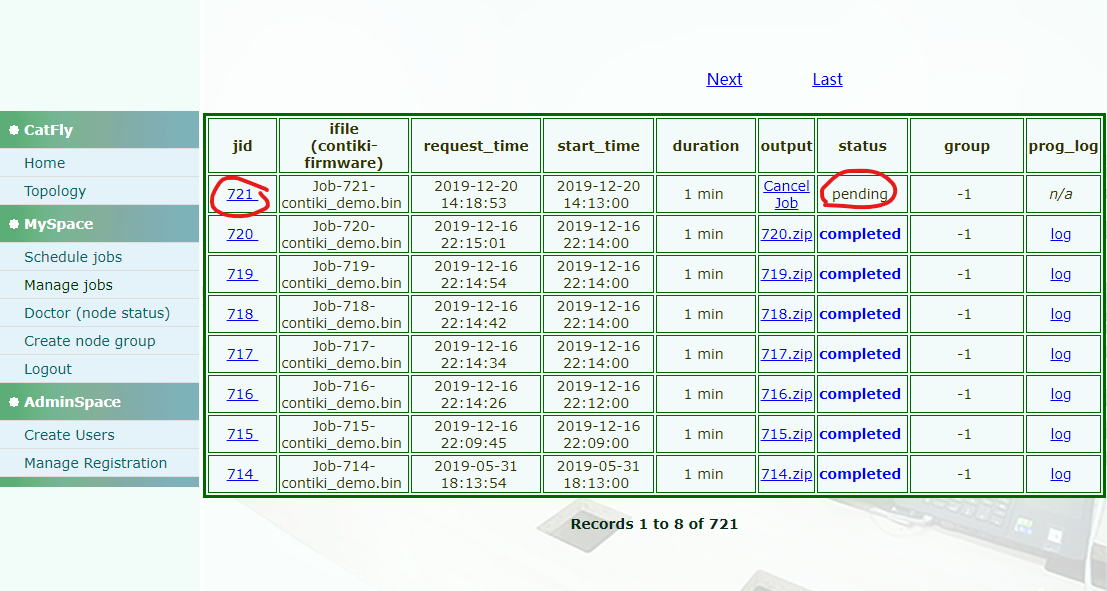 Next Last
CatFly
Home
Topology
MySpace
Schedule jobs
Manage jobs
Doctor (node status)
Create node group
Logout
AdminSpace
Create Users
Manage Registration
jid ifile (contiki-firmware) request_time start_time duration output status group prog_log
721 Job-721-contiki_demo.bin 2019-12-20 14:18:53 2019-12-20 14:13:00 1 min Cancel Job pending -1 n/a
720 Job-720-contiki_demo.bin 2019-12-16 22:15:01 2019-12-16 22:14:00 1 min 720.zip completed -1 log
719 Job-719-contiki_demo.bin 2019-12-16 22:14:54 2019-12-16 22:14:00 1 min 719.zip completed -1 log
718 Job-718-contiki_demo.bin 2019-12-16 22:14:42 2019-12-16 22:14:00 1 min 718.zip completed -1 log
717 Job-717-contiki_demo.bin 2019-12-16 22:14:34 2019-12-16 22:14:00 1 min 717.zip completed -1 log
716 Job-716-contiki_demo.bin 2019-12-16 22:14:26 2019-12-16 22:12:00 1 min 716.zip completed -1 log
715 Job-715-contiki_demo.bin 2019-12-16 22:09:45 2019-12-16 22:09:00 1 min 715.zip completed -1 log
714 Job-714-contiki_demo.bin 2019-05-31 18:13:54 2019-05-31 18:13:00 1 min 714.zip completed -1 log
Records 1 to 8 of 721